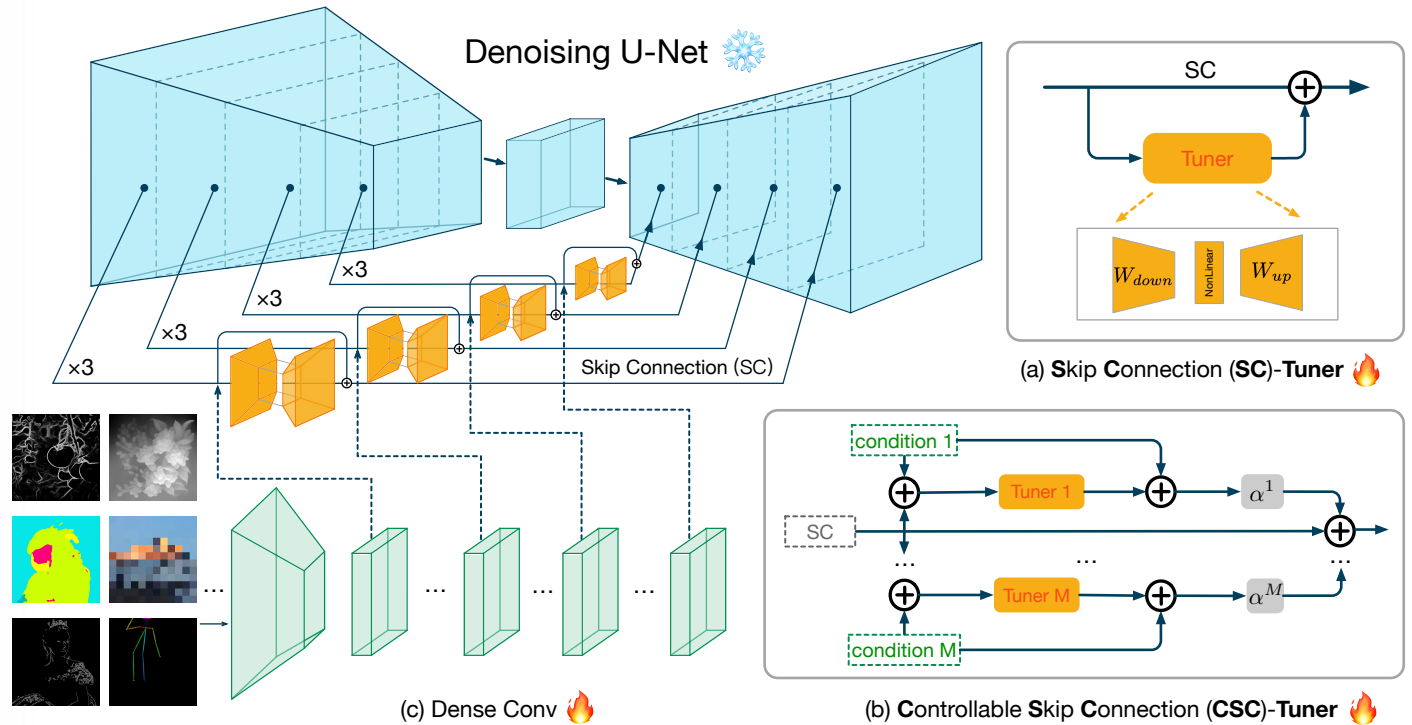 Denoising U-Net
SC
Tuner
W_down
NonLinear
W_up
(a) Skip Connection (SC)-Tuner
×3
×3
×3
×3
Skip Connection (SC)
condition 1
Tuner 1
α^1
SC
...
...
...
Tuner M
α^M
condition M
(b) Controllable Skip Connection (CSC)-Tuner
...
...
...
...
(c) Dense Conv